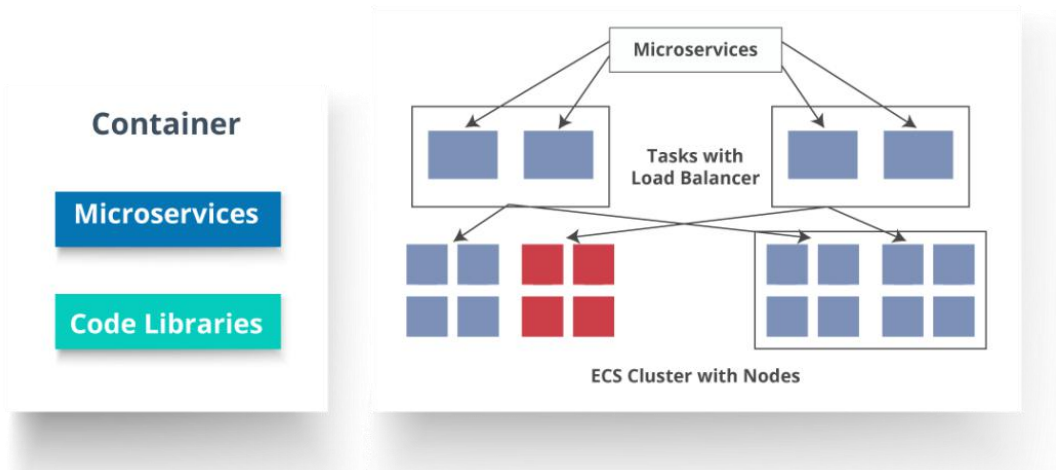 Container
Microservices
Code Libraries
Microservices
Tasks with
Load Balancer
ECS Cluster with Nodes